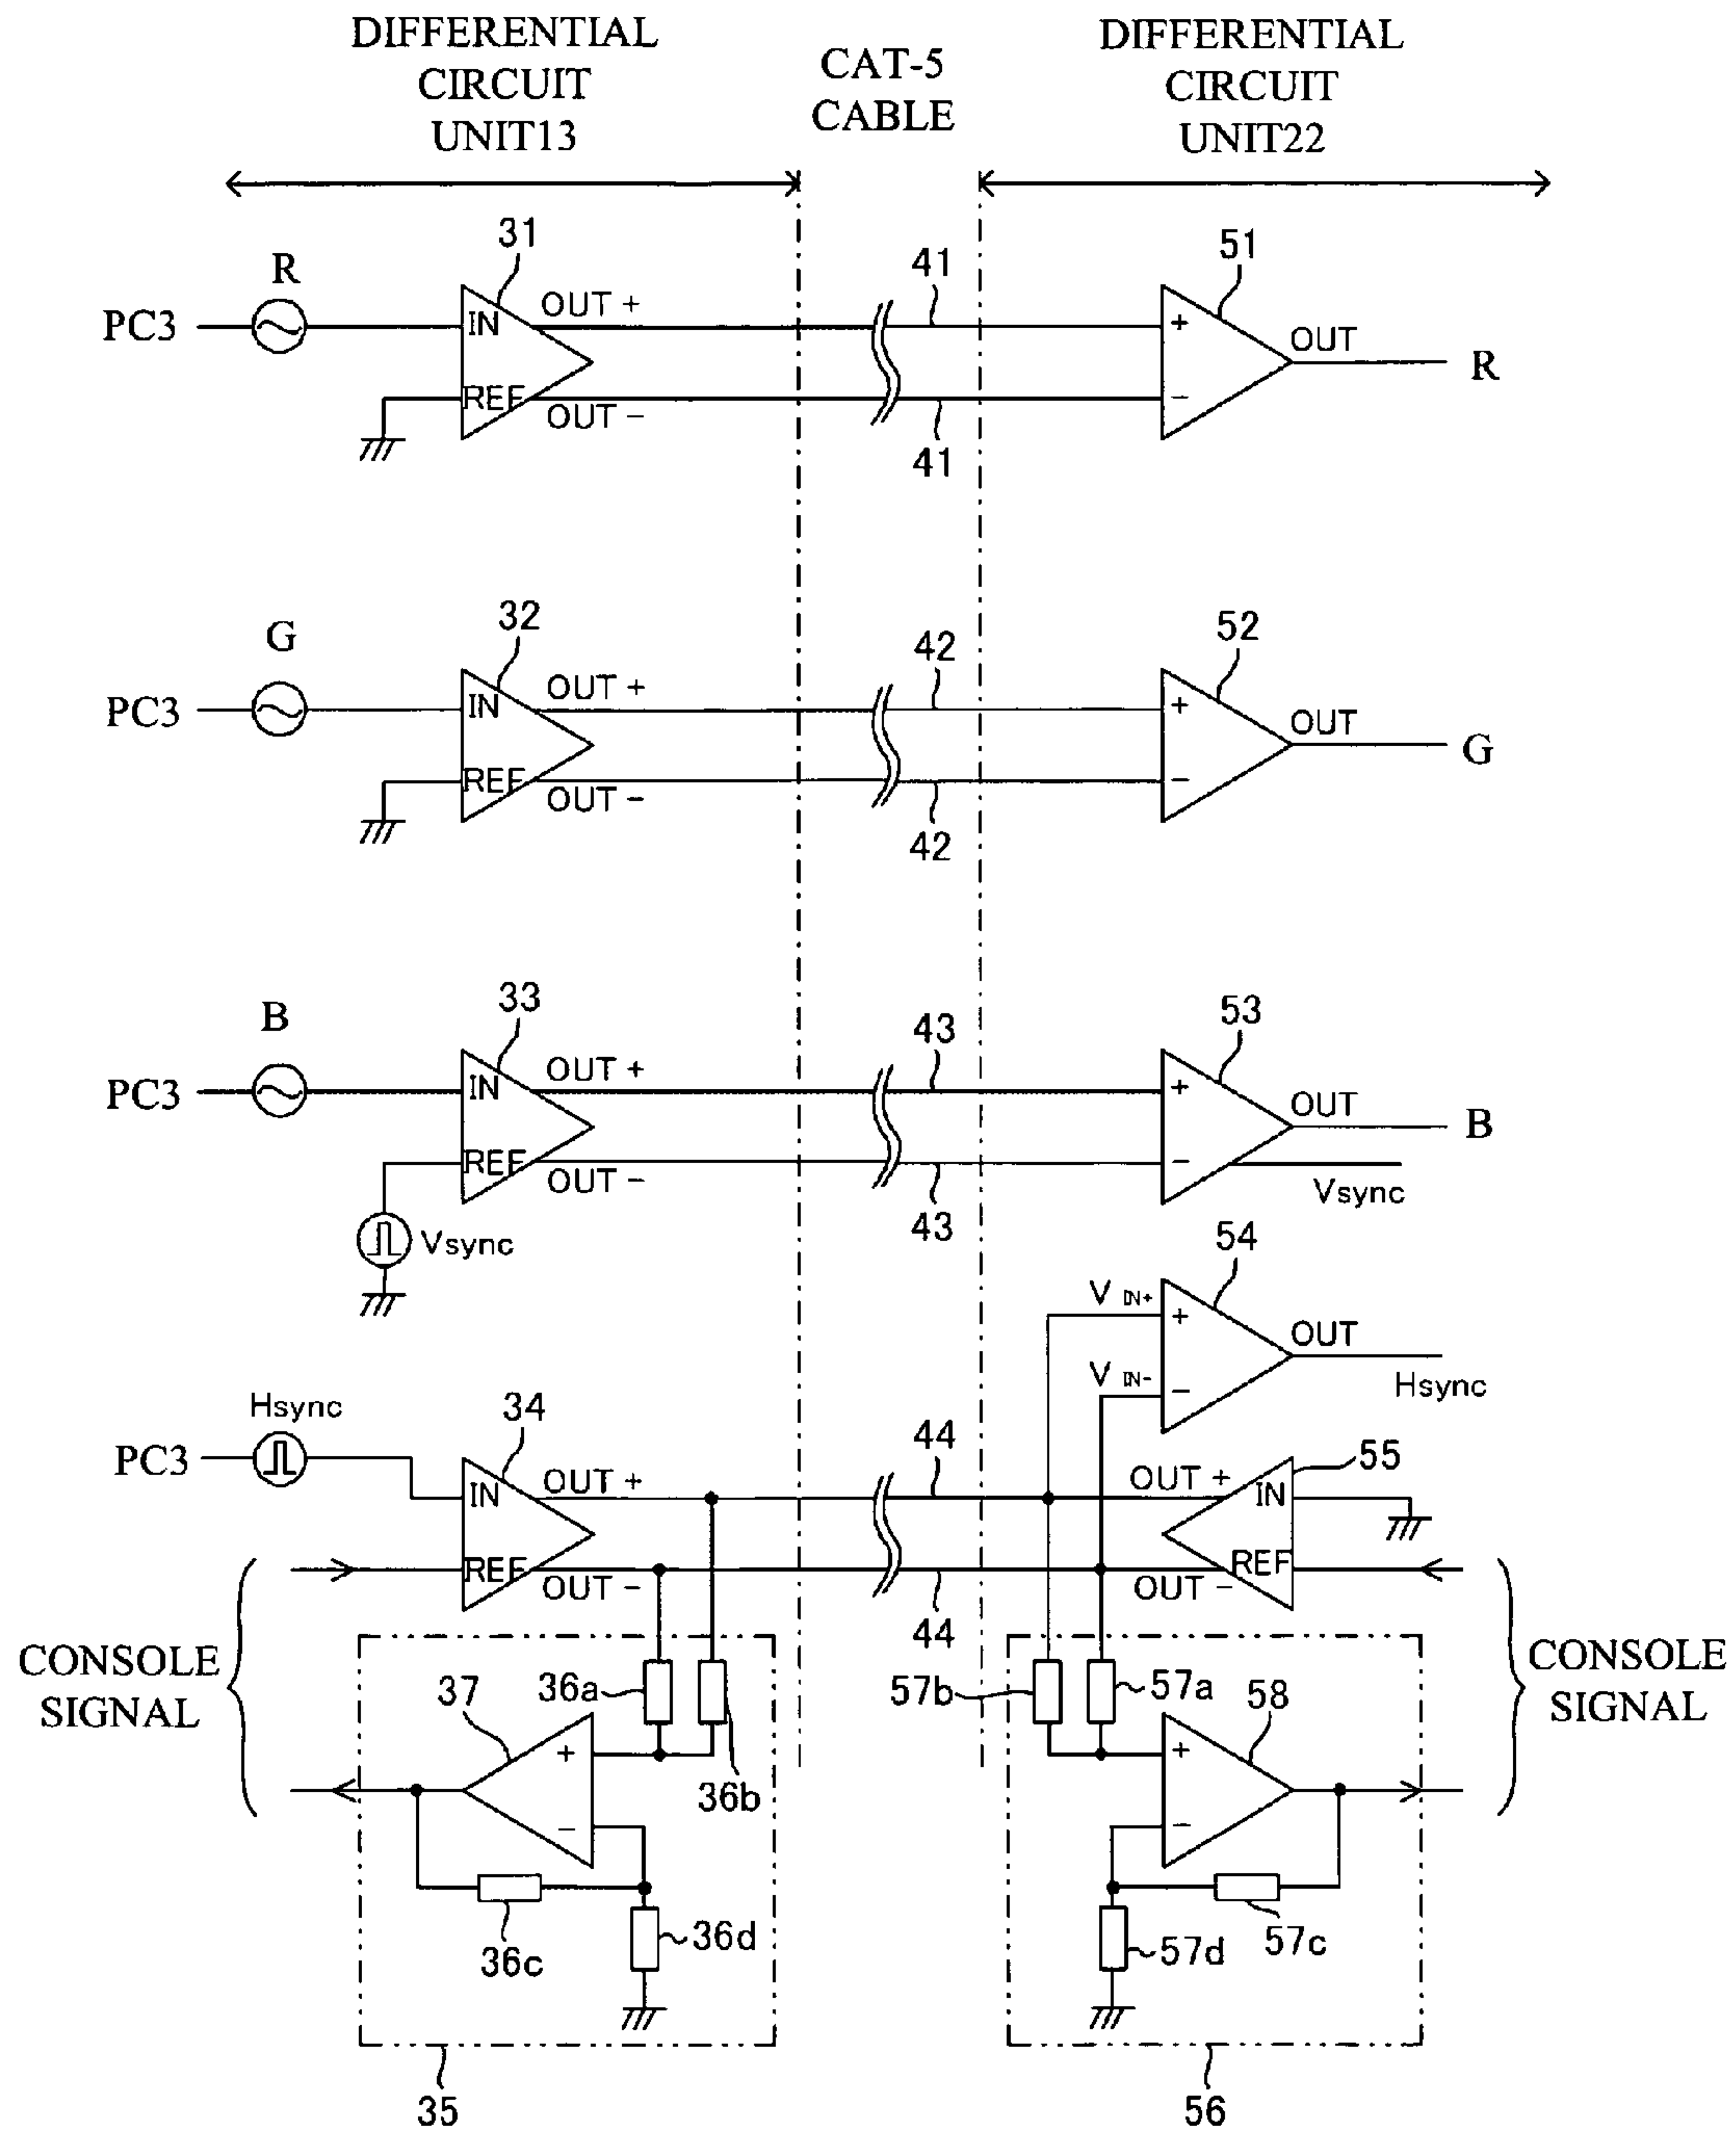 DIFFERENTIAL
CIRCUIT
UNIT13
CAT-5
CABLE
DIFFERENTIAL
CIRCUIT
UNIT22
R
PC3
31
IN
REF
OUT +
OUT −
41
41
51
+
−
OUT
R
G
PC3
32
IN
REF
OUT +
OUT −
42
42
52
+
−
OUT
G
B
PC3
33
IN
REF
OUT +
OUT −
Vsync
43
43
53
+
−
OUT
B
Vsync
54
V IN+
V IN-
+
−
OUT
Hsync
Hsync
PC3
34
IN
REF
OUT +
OUT −
44
44
OUT +
OUT −
IN
REF
55
CONSOLE
SIGNAL
37
+
−
36a
36b
36c
36d
35
57b
57a
58
+
−
57d
57c
56
CONSOLE
SIGNAL